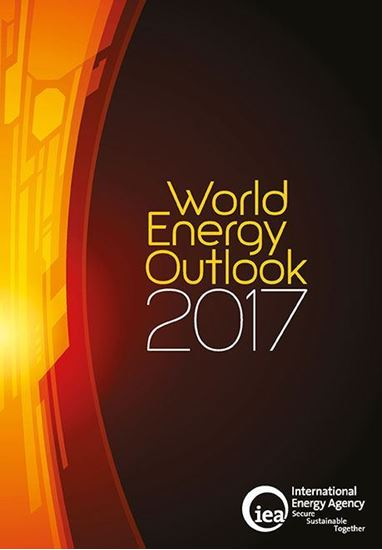 World
Energy
Outlook
2017
iea
International
Energy Agency
Secure
Sustainable
Together